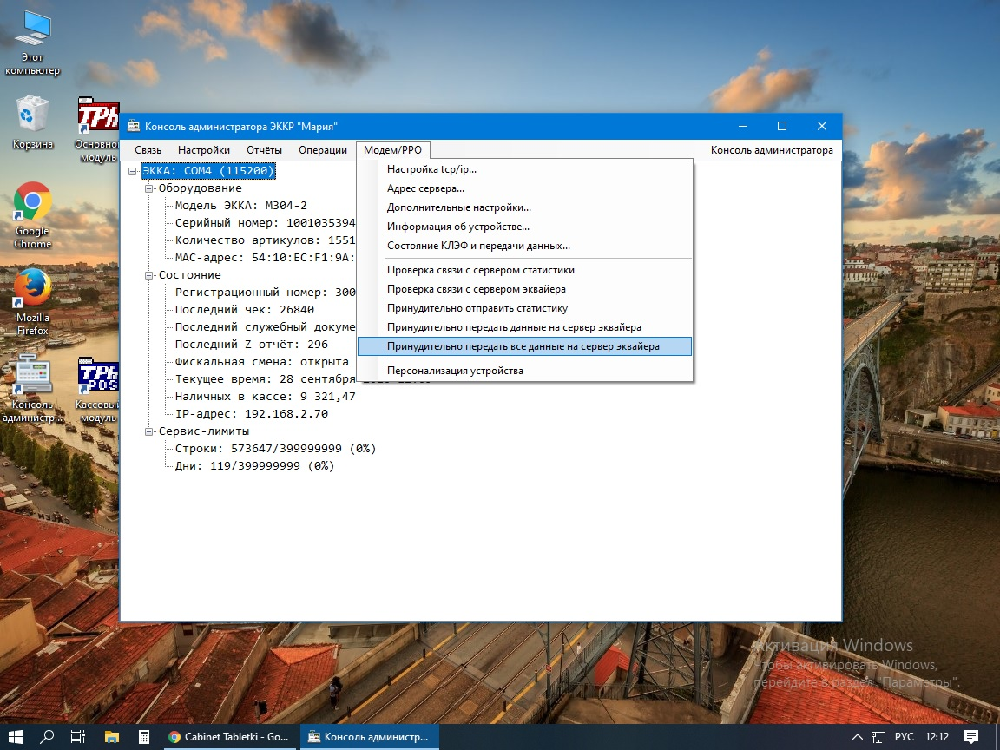 Этот
компьютер
Корзина
Основной
модуль
Google
Chrome
Mozilla
Firefox
Консоль
администр...
TPh
POS
Кассовый
модуль
Консоль администратора ЭККР "Мария"
Связь Настройки Отчёты Операции Модем/РРО Консоль администратора
ЭККА: COM4 (115200)
Оборудование
Модель ЭККА: М304-2
Серийный номер: 1001035394
Количество артикулов: 1551
MAC-адрес: 54:10:EC:F1:9A:
Состояние
Регистрационный номер: 300
Последний чек: 26840
Последний служебный докуме
Последний Z-отчёт: 296
Фискальная смена: открыта
Текущее время: 28 сентября
Наличных в кассе: 9 321,47
IP-адрес: 192.168.2.70
Сервис-лимиты
Строки: 573647/399999999 (0%)
Дни: 119/399999999 (0%)
Настройка tcp/ip...
Адрес сервера...
Дополнительные настройки...
Информация об устройстве...
Состояние КЛЭФ и передачи данных...
Проверка связи с сервером статистики
Проверка связи с сервером эквайера
Принудительно отправить статистику
Принудительно передать данные на сервер эквайера
Принудительно передать все данные на сервер эквайера
Персонализация устройства
Активация Windows
Чтобы активировать Windows,
перейдите в раздел "Параметры".
Cabinet Tabletki - Go...
Консоль администр...
РУС
12:12